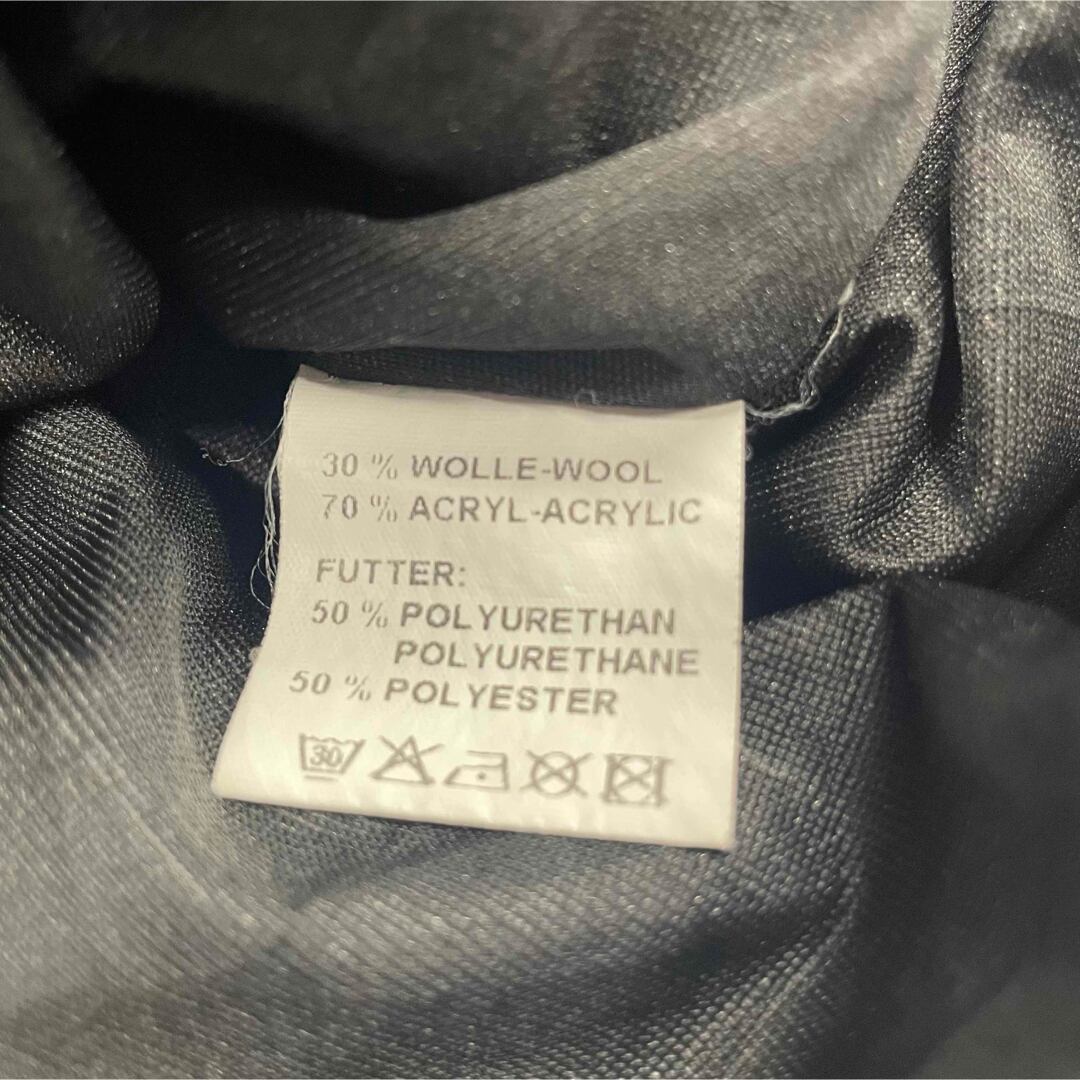 30 % WOLLE-WOOL
70 % ACRYL-ACRYLIC
FUTTER:
50 % POLYURETHAN
POLYURETHANE
50 % POLYESTER
30